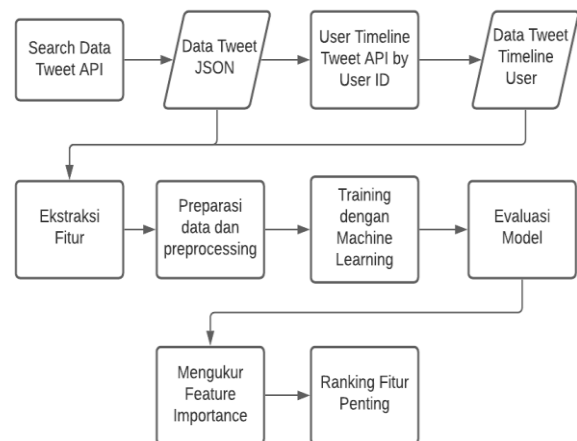 Search Data
Tweet API
Data Tweet
JSON
User Timeline
Tweet API by
User ID
Data Tweet
Timeline
User
Ekstraksi
Fitur
Preparasi
data dan
preprocessing
Training
dengan
Machine
Learning
Evaluasi
Model
Mengukur
Feature
Importance
Ranking Fitur
Penting